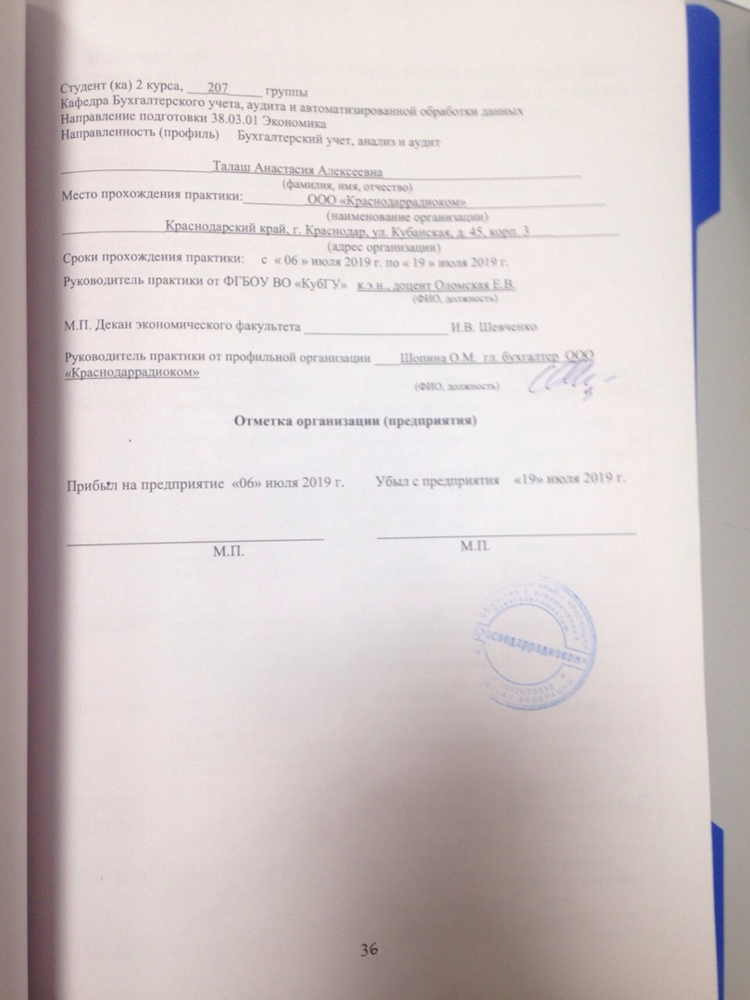 Студент (ка) 2 курса, ___207_____ группы
Кафедра Бухгалтерского учета, аудита и автоматизированной обработки данных
Направление подготовки 38.03.01 Экономика
Направленность (профиль) Бухгалтерский учет, анализ и аудит
Талаш Анастасия Алексеевна
(фамилия, имя, отчество)
Место прохождения практики: ООО «Краснодаррадиоком»
(наименование организации)
Краснодарский край, г. Краснодар, ул. Кубанская, д. 45, корп. 3
(адрес организации)
Сроки прохождения практики: с « 06 » июля 2019 г. по « 19 » июля 2019 г.
Руководитель практики от ФГБОУ ВО «КубГУ» к.э.н., доцент Оломская Е.В.
(ФИО, должность)
М.П. Декан экономического факультета ____________________ И.В. Шевченко
Руководитель практики от профильной организации ____Шопина О.М. гл. бухгалтер ООО
«Краснодаррадиоком»
(ФИО, должность)
Отметка организации (предприятия)
Прибыл на предприятие «06» июля 2019 г. Убыл с предприятия «19» июля 2019 г.
М.П. М.П.
раснодаррадиоком
36